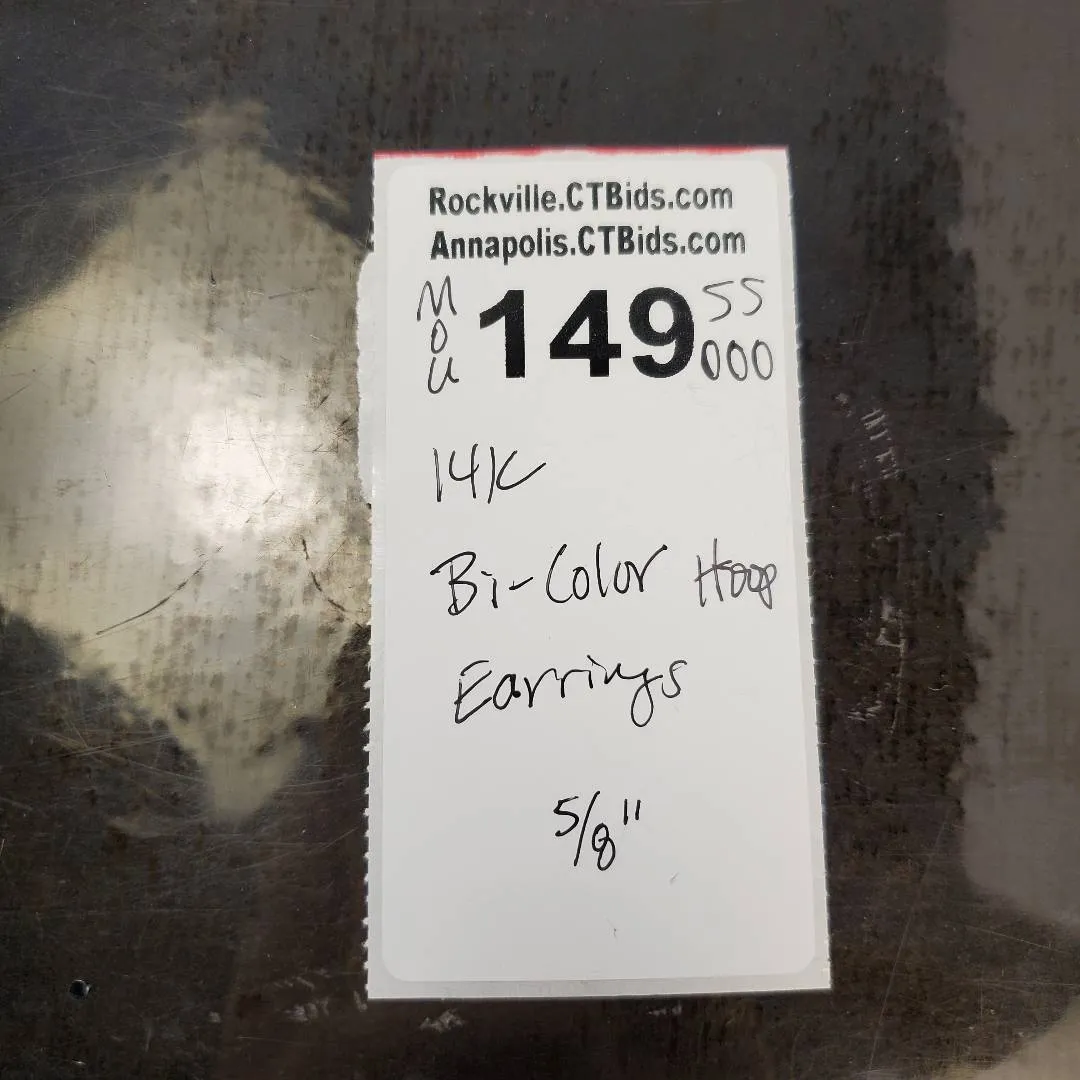 Rockville.CTBids.com
Annapolis.CTBids.com
MOU 149 55 000
14K
Bi-Color Hoop
Earrings
5/8"